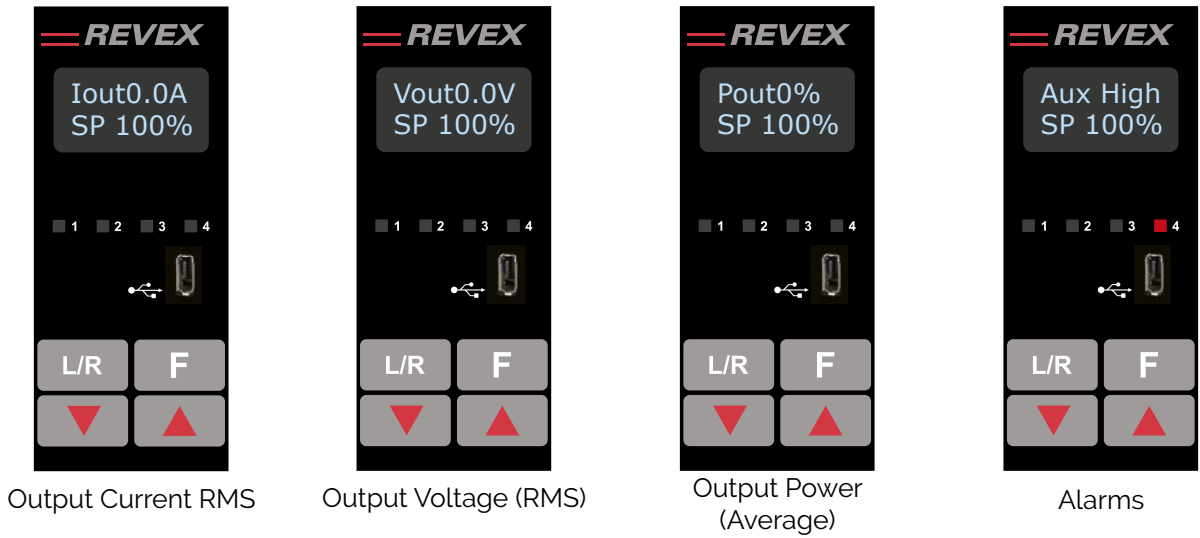 REVEX
Iout0.0A
SP 100%
1 2 3 4
L/R F
Output Current RMS
REVEX
Vout0.0V
SP 100%
1 2 3 4
L/R F
Output Voltage (RMS)
REVEX
Pout0%
SP 100%
1 2 3 4
L/R F
Output Power
(Average)
REVEX
Aux High
SP 100%
1 2 3 4
L/R F
Alarms